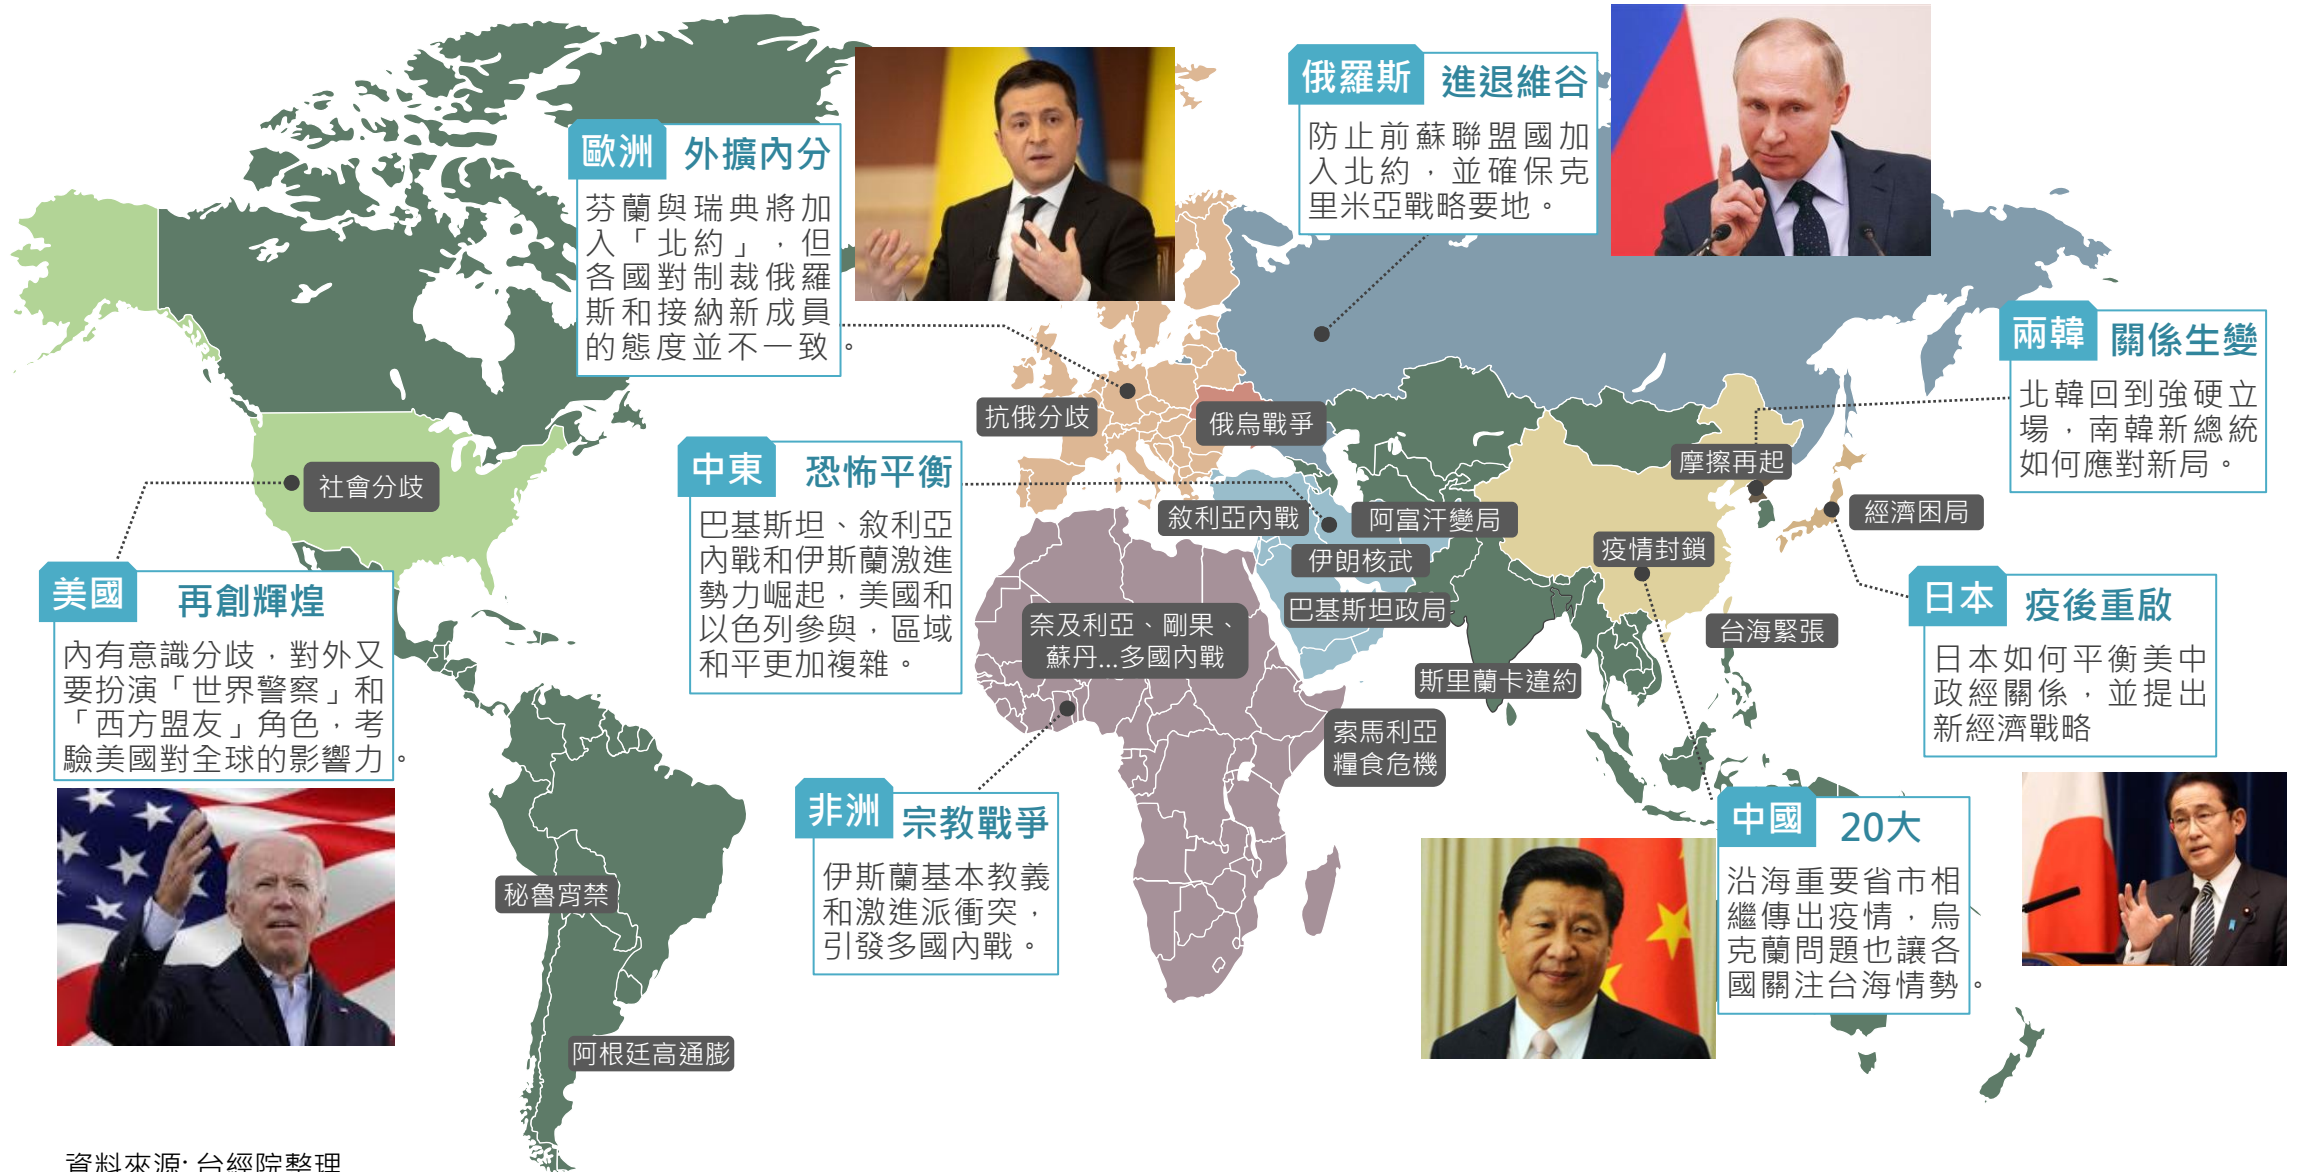 俄羅斯 進退維谷
防止前蘇聯盟國加
入北約，並確保克
里米亞戰略要地。
歐洲 外擴內分
芬蘭與瑞典將加
入「北約」，但
各國對制裁俄羅
斯和接納新成員
的態度並不一致。
兩韓 關係生變
北韓回到強硬立
場，南韓新總統
如何應對新局。
抗俄分歧
俄烏戰爭
中東 恐怖平衡
巴基斯坦、敘利亞
內戰和伊斯蘭激進
勢力崛起，美國和
以色列參與，區域
和平更加複雜。
摩擦再起
社會分歧
敘利亞內戰
阿富汗變局
經濟困局
伊朗核武
疫情封鎖
美國 再創輝煌
內有意識分歧，對外又
要扮演「世界警察」和
「西方盟友」角色，考
驗美國對全球的影響力。
巴基斯坦政局
奈及利亞、剛果、
蘇丹...多國內戰
台海緊張
日本 疫後重啟
日本如何平衡美中
政經關係，並提出
新經濟戰略
斯里蘭卡違約
索馬利亞
糧食危機
非洲 宗教戰爭
伊斯蘭基本教義
和激進派衝突，
引發多國內戰。
中國 20大
沿海重要省市相
繼傳出疫情，烏
克蘭問題也讓各
國關注台海情勢。
秘魯宵禁
阿根廷高通膨
資料來源: 台經院整理